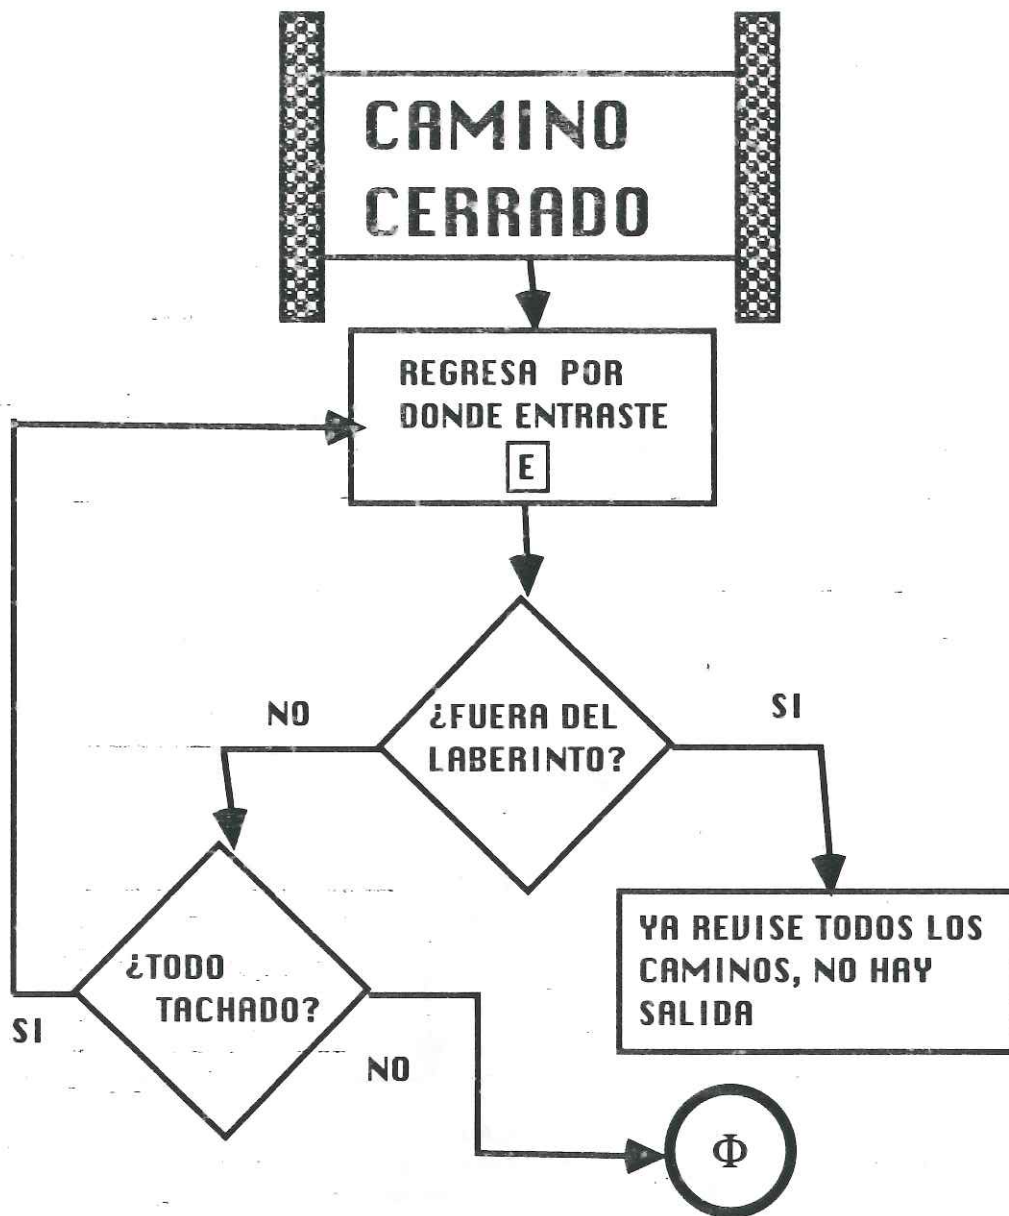 CAMINO
CERRADO
REGRESA POR
DONDE ENTRASTE
E
¿FUERA DEL
LABERINTO?
NO
SI
¿TODO
TACHADO?
SI
NO
YA REVISE TODOS LOS
CAMINOS, NO HAY
SALIDA
Φ